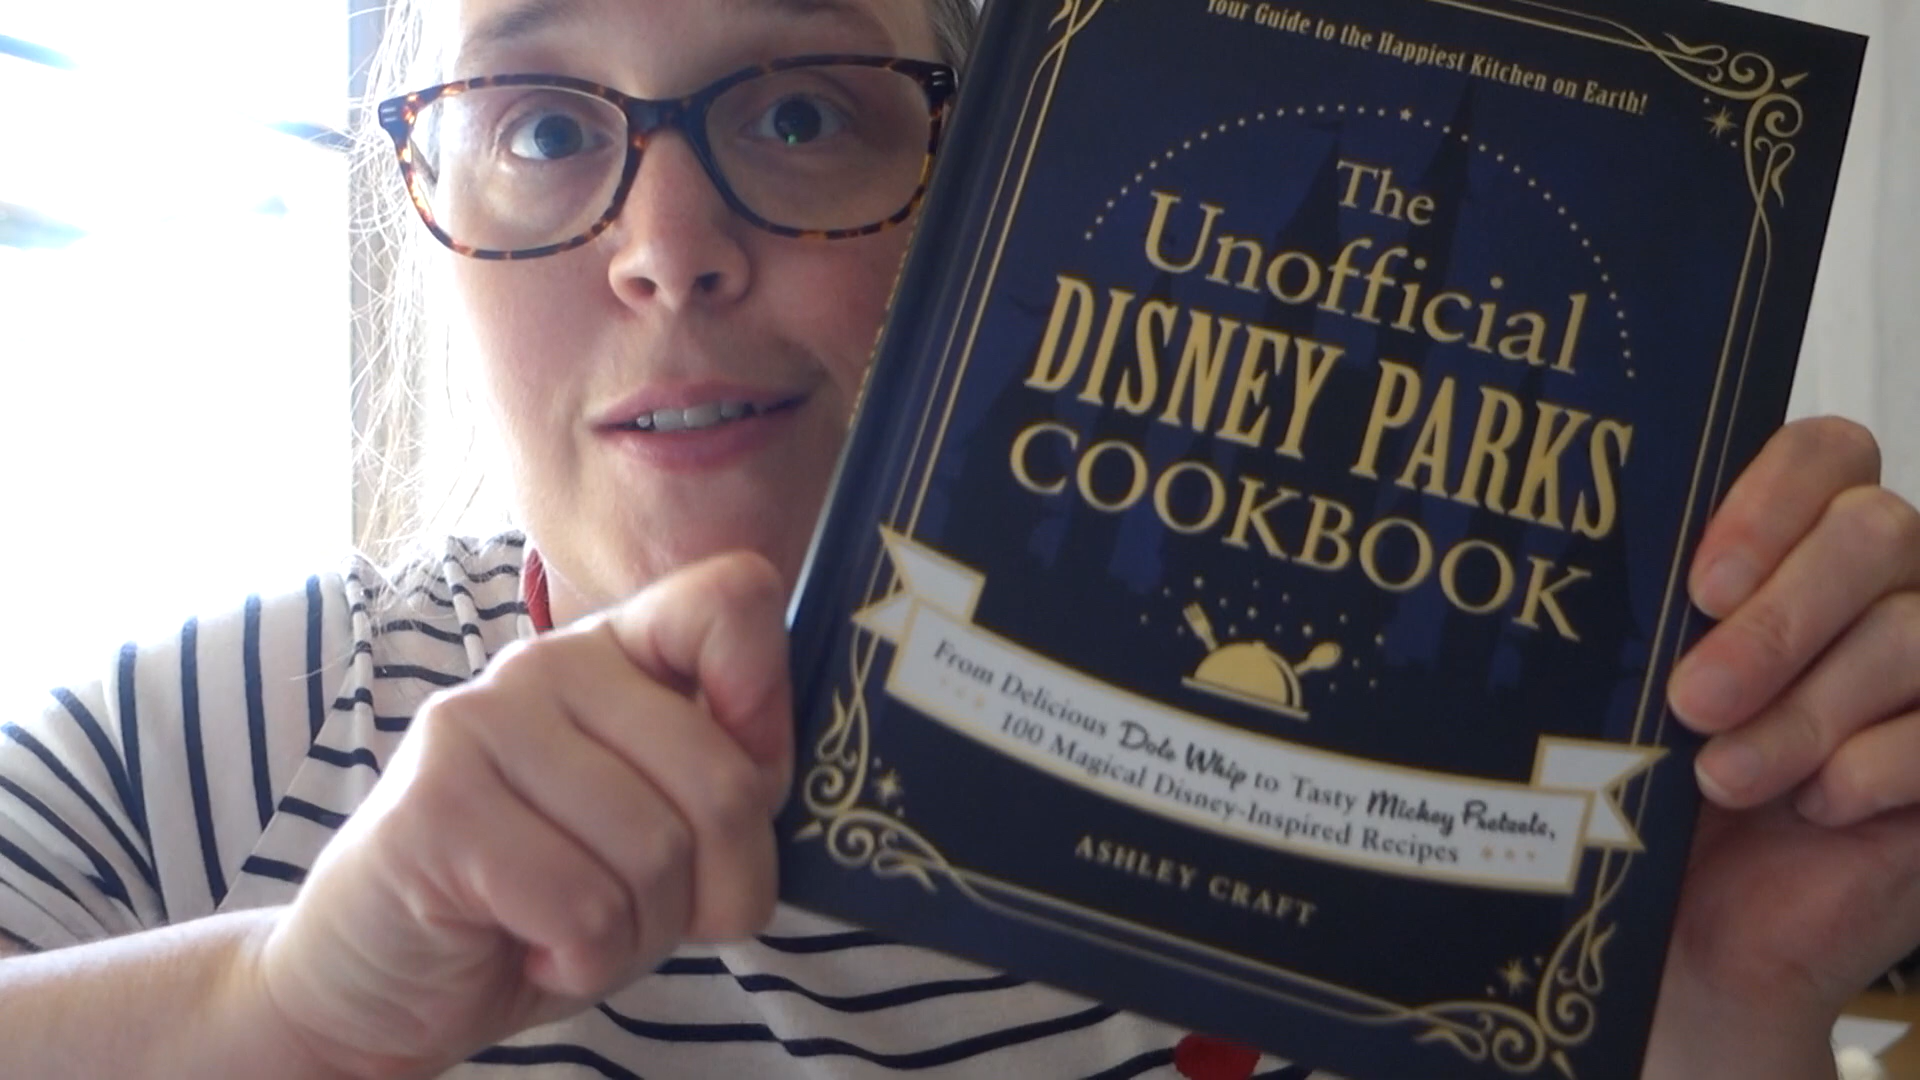 Your Guide to the Happiest Kitchen on Earth!
The
Unofficial
DISNEY PARKS
COOKBOOK
From Delicious Dole Whip to Tasty Mickey Pretzels,
100 Magical Disney-Inspired Recipes
ASHLEY CRAFT